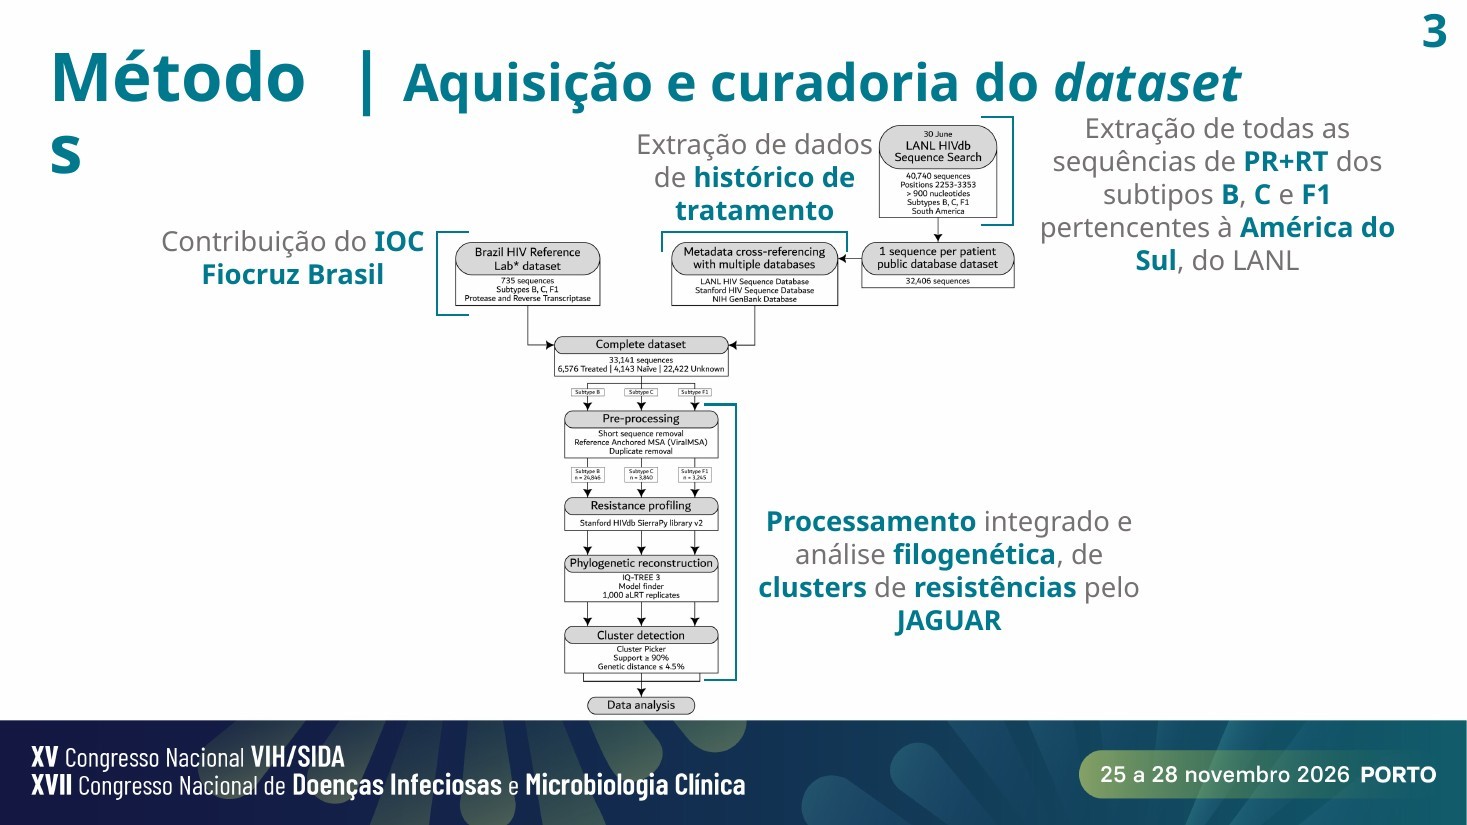 3
Método | Aquisição e curadoria do dataset
s
Extração de dados
de histórico de
tratamento
30 June
LANL HIVdb
Sequence Search
40,740 sequences
Positions 2253-3353
> 900 nucleotides
Subtypes B, C, F1
South America
Extração de todas as
sequências de PR+RT dos
subtipos B, C e F1
pertencentes à América do
Sul, do LANL
Contribuição do IOC
Fiocruz Brasil
Brazil HIV Reference
Lab* dataset
735 sequences
Subtypes B, C, F1
Protease and Reverse Transcriptase
Metadata cross-referencing
with multiple databases
LANL HIV Sequence Database
Stanford HIV Sequence Database
NIH GenBank Database
1 sequence per patient
public database dataset
32,406 sequences
Complete dataset
33,141 sequences
6,576 Treated | 4,143 Naïve | 22,422 Unknown
Subtype B
Subtype C
Subtype F1
Pre-processing
Short sequence removal
Reference Anchored MSA (ViralMSA)
Duplicate removal
Subtype B
n = 24,846
Subtype C
n = 3,840
Subtype F1
n = 3,245
Resistance profiling
Stanford HIVdb SierraPy library v2
Phylogenetic reconstruction
IQ-TREE 3
Model finder
1,000 aLRT replicates
Cluster detection
Cluster Picker
Support ≥ 90%
Genetic distance ≤ 4.5%
Data analysis
Processamento integrado e
análise filogenética, de
clusters de resistências pelo
JAGUAR
XV Congresso Nacional VIH/SIDA
XVII Congresso Nacional de Doenças Infeciosas e Microbiologia Clínica
25 a 28 novembro 2026 PORTO